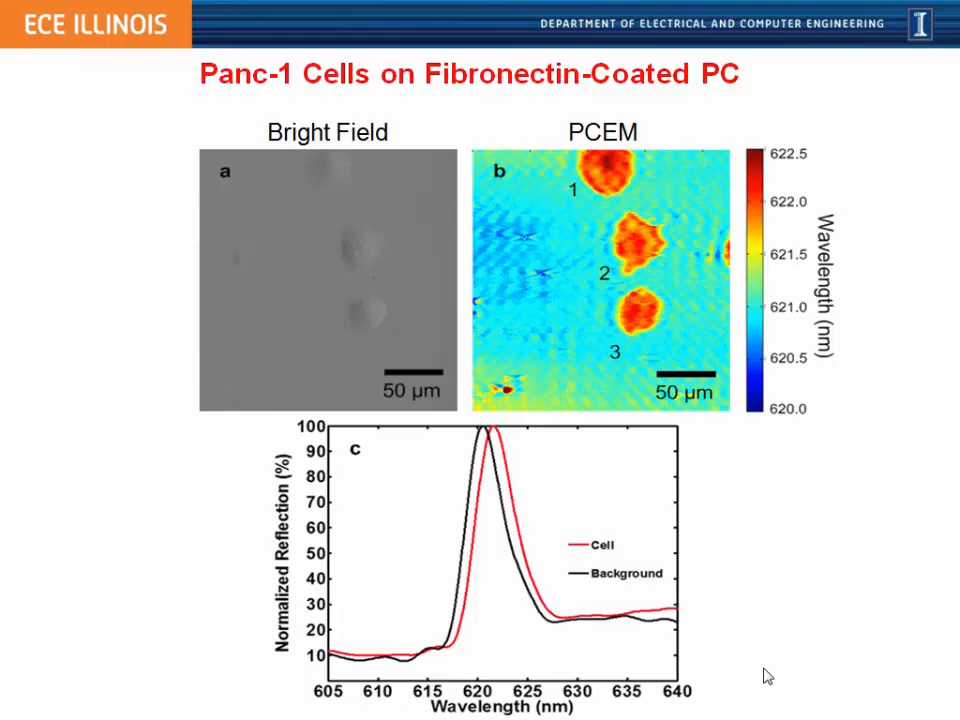 ECE ILLINOIS
DEPARTMENT OF ELECTRICAL AND COMPUTER ENGINEERING
I
Panc-1 Cells on Fibronectin-Coated PC
Bright Field
PCEM
a
50 µm
b
1
2
3
50 µm
622.5
622.0
621.5
621.0
620.5
620.0
Wavelength (nm)
c
Normalized Reflection (%)
100
90
80
70
60
50
40
30
20
10
Cell
Background
605 610 615 620 625 630 635 640
Wavelength (nm)